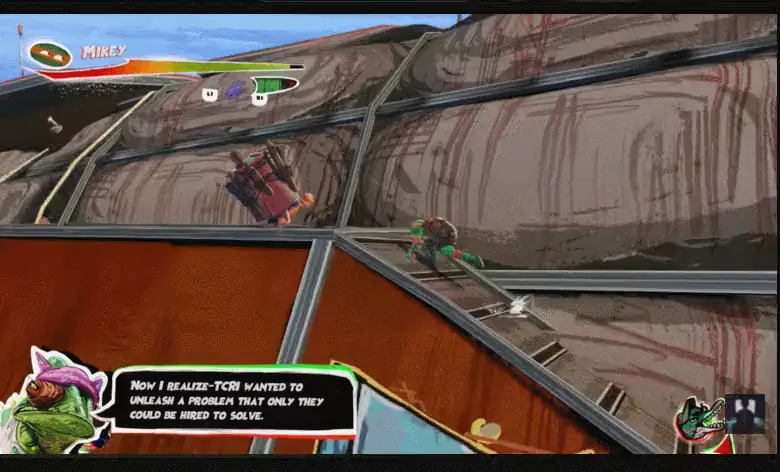 MIKEY
NOW I REALIZE-TCRI WANTED TO
UNLEASH A PROBLEM THAT ONLY THEY
COULD BE HIRED TO SOLVE.